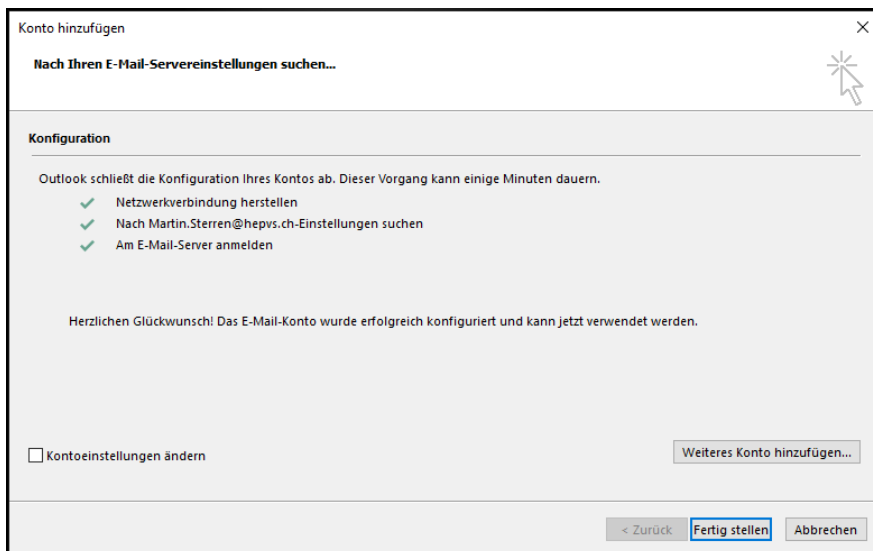 Konto hinzufügen
Nach Ihren E-Mail-Servereinstellungen suchen...
Konfiguration
Outlook schließt die Konfiguration Ihres Kontos ab. Dieser Vorgang kann einige Minuten dauern.
Netzwerkverbindung herstellen
Nach Martin.Sterren@hepvs.ch-Einstellungen suchen
Am E-Mail-Server anmelden
Herzlichen Glückwunsch! Das E-Mail-Konto wurde erfolgreich konfiguriert und kann jetzt verwendet werden.
Kontoeinstellungen ändern
Weiteres Konto hinzufügen...
< Zurück Fertig stellen Abbrechen